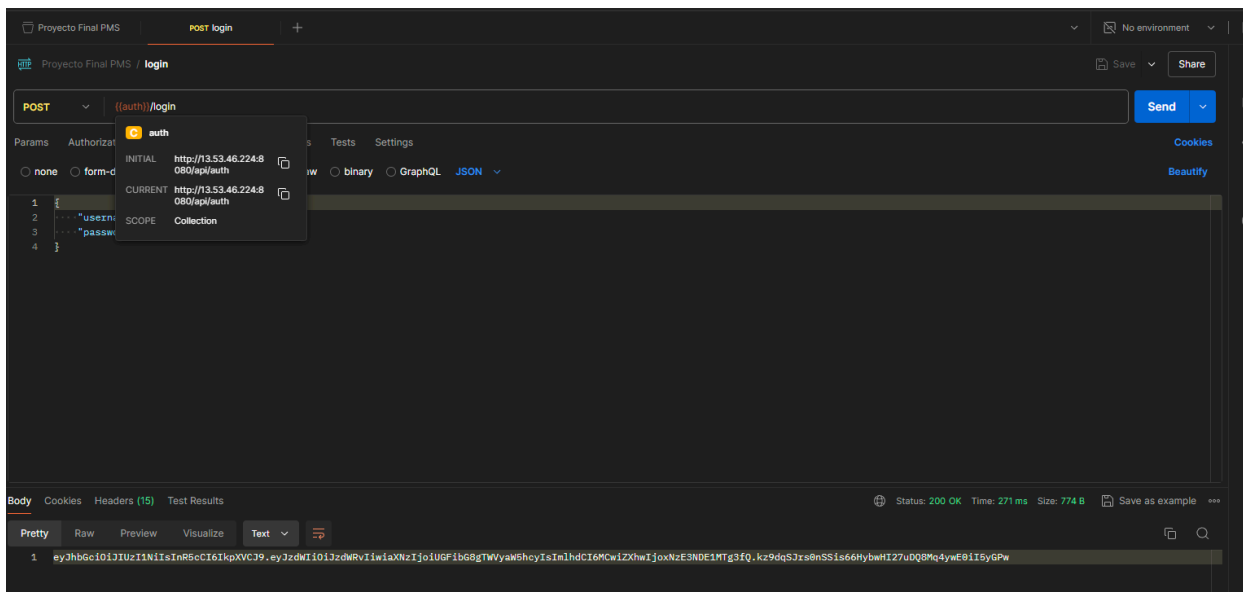 Proyecto Final PMS POST login No environment
HTTP Proyecto Final PMS / login Save Share
POST {{auth}}/login Send
C auth
Params Authorizat s Tests Settings Cookies
INITIAL http://13.53.46.224:8
080/api/auth
none form-d aw binary GraphQL JSON Beautify
CURRENT http://13.53.46.224:8
080/api/auth
SCOPE Collection
1 {
2 "userna
3 "passwo
4 }
Body Cookies Headers (15) Test Results Status: 200 OK Time: 271 ms Size: 774 B Save as example
Pretty Raw Preview Visualize Text